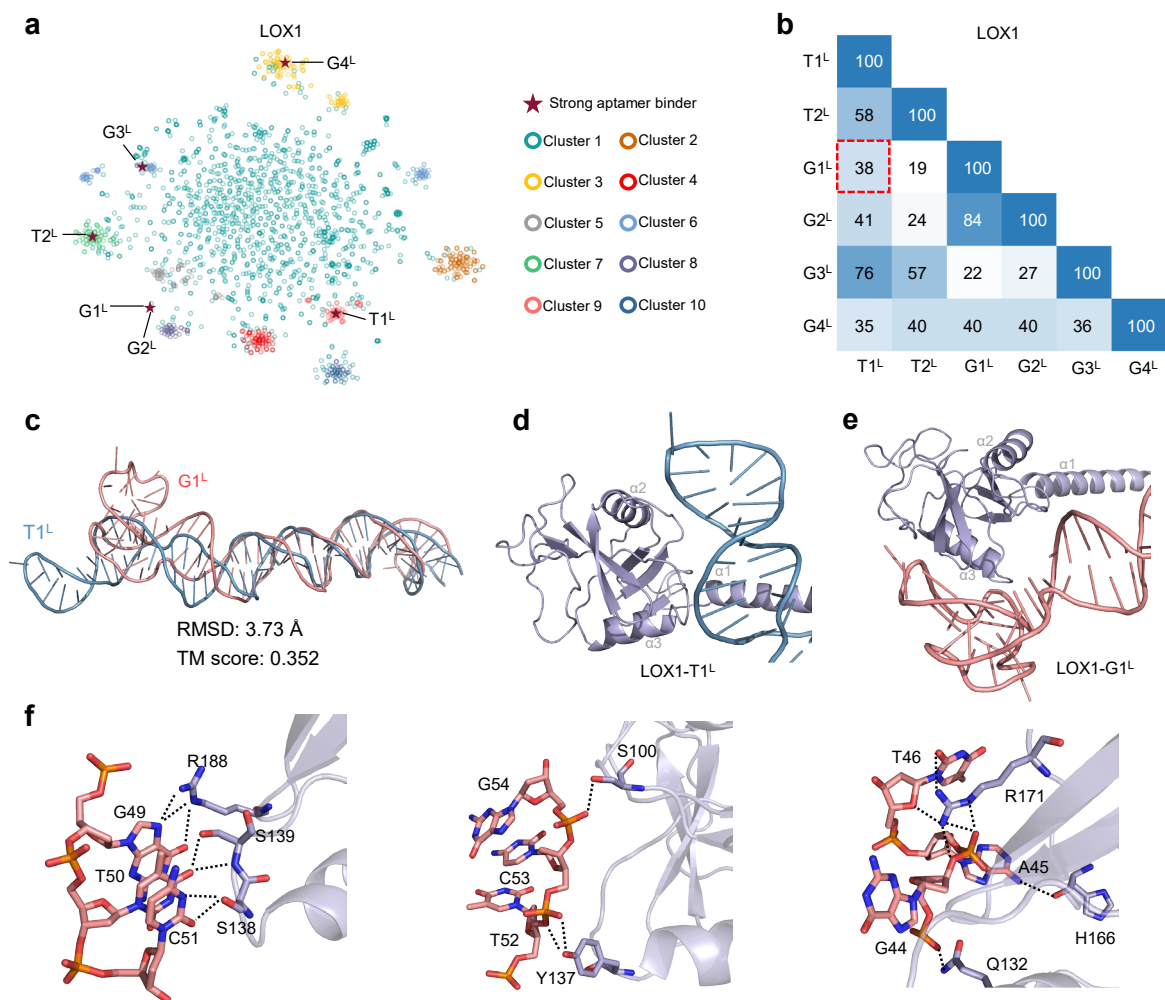 a
LOX1
G4ᴸ
G3ᴸ
T2ᴸ
G1ᴸ
G2ᴸ
T1ᴸ
Strong aptamer binder
Cluster 1 Cluster 2
Cluster 3 Cluster 4
Cluster 5 Cluster 6
Cluster 7 Cluster 8
Cluster 9 Cluster 10
b
LOX1
T1ᴸ 100
T2ᴸ 58 100
G1ᴸ 38 19 100
G2ᴸ 41 24 84 100
G3ᴸ 76 57 22 27 100
G4ᴸ 35 40 40 40 36 100
T1ᴸ T2ᴸ G1ᴸ G2ᴸ G3ᴸ G4ᴸ
c
G1ᴸ
T1ᴸ
RMSD: 3.73 Å
TM score: 0.352
d
α2
α1
α3
LOX1-T1ᴸ
e
α2
α1
α3
LOX1-G1ᴸ
f
R188
G49
S139
T50
S138
C51
S100
G54
C53
T52
Y137
T46
R171
A45
H166
G44
Q132